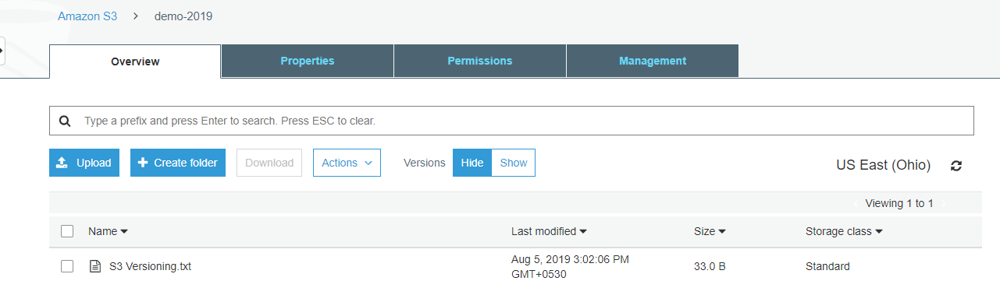 Amazon S3 > demo-2019
Overview Properties Permissions Management
Type a prefix and press Enter to search. Press ESC to clear.
Upload Create folder Download Actions Versions Hide Show US East (Ohio)
Viewing 1 to 1
Name Last modified Size Storage class
S3 Versioning.txt Aug 5, 2019 3:02:06 PM GMT+0530 33.0 B Standard